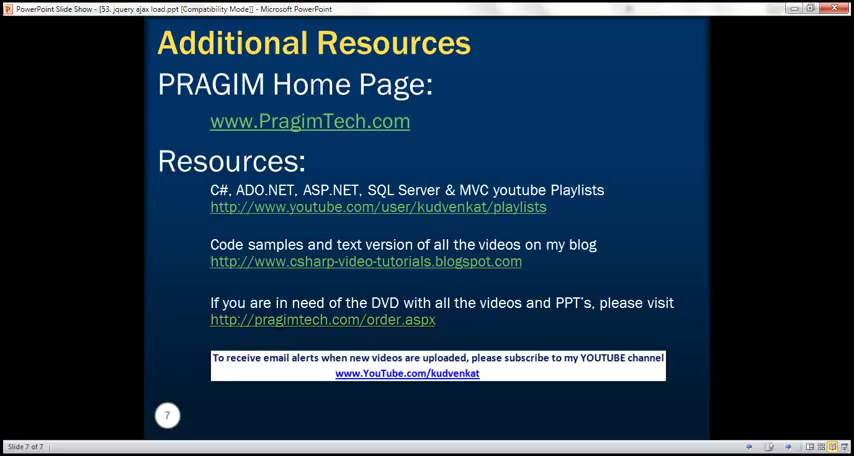 PowerPoint Slide Show - [53. jquery ajax load.ppt [Compatibility Mode]] - Microsoft PowerPoint
Additional Resources
PRAGIM Home Page:
www.PragimTech.com
Resources:
C#, ADO.NET, ASP.NET, SQL Server & MVC youtube Playlists
http://www.youtube.com/user/kudvenkat/playlists
Code samples and text version of all the videos on my blog
http://www.csharp-video-tutorials.blogspot.com
If you are in need of the DVD with all the videos and PPT's, please visit
http://pragimtech.com/order.aspx
To receive email alerts when new videos are uploaded, please subscribe to my YOUTUBE channel
www.YouTube.com/kudvenkat
7
Slide 7 of 7